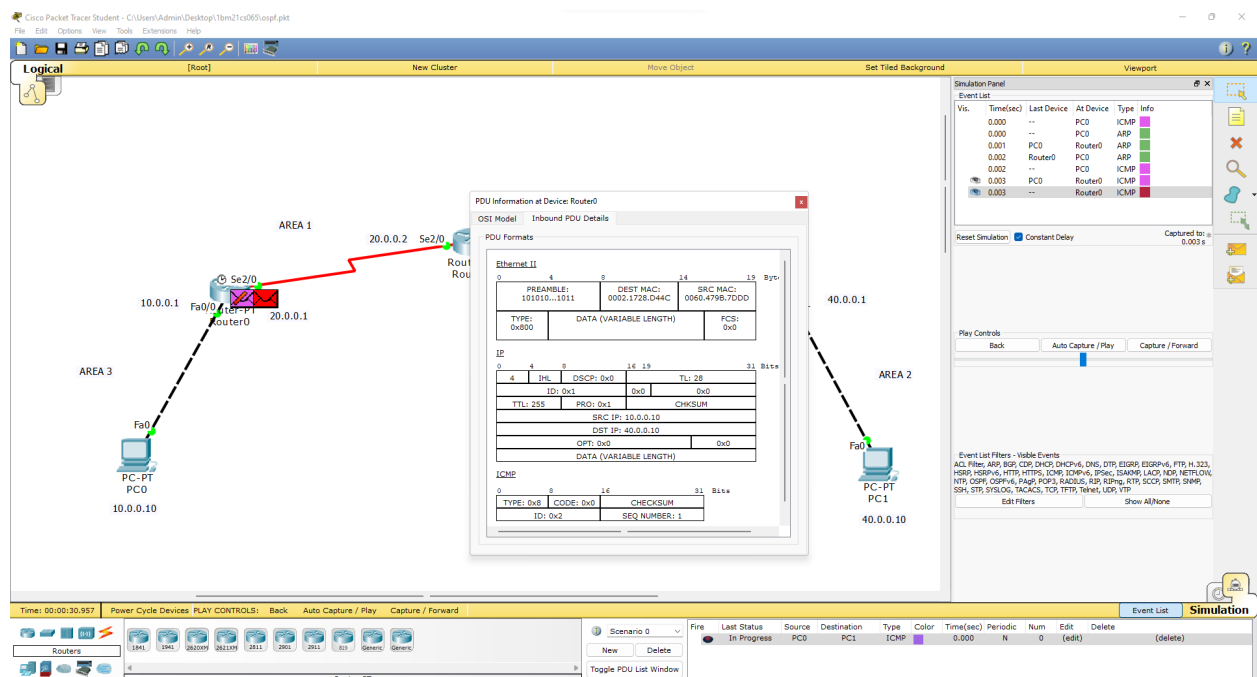 Cisco Packet Tracer Student - C:\Users\Admin\Desktop\1bm21cs065\ospf.pkt
File Edit Options View Tools Extensions Help
Logical [Root] New Cluster Move Object Set Tiled Background Viewport
Simulation Panel
Event List
Vis. Time(sec) Last Device At Device Type Info
0.000 -- PC0 ICMP
0.000 -- PC0 ARP
0.001 PC0 Router0 ARP
0.002 Router0 PC0 ARP
0.002 -- PC0 ICMP
0.003 PC0 Router0 ICMP
0.003 -- Router0 ICMP
Reset Simulation Constant Delay Captured to:
0.003 s
Play Controls
Back Auto Capture / Play Capture / Forward
Event List Filters - Visible Events
ACL Filter, ARP, BGP, CDP, DHCP, DHCPv6, DNS, DTP, EIGRP, EIGRPv6, FTP, H.323,
HSRP, HSRPv6, HTTP, HTTPS, ICMP, ICMPv6, IPSec, ISAKMP, LACP, NDP, NETFLOW,
NTP, OSPF, OSPFv6, PAgP, POP3, RADIUS, RIP, RIPng, RTP, SCCP, SMTP, SNMP,
SSH, STP, SYSLOG, TACACS, TCP, TFTP, Telnet, UDP, VTP
Edit Filters Show All/None
AREA 1
20.0.0.2 Se2/0
Rout
Rou
Se2/0
10.0.0.1 Fa0/0
uter-PT
Router0
20.0.0.1
AREA 3
Fa0
PC-PT
PC0
10.0.0.10
PDU Information at Device: Router0
OSI Model Inbound PDU Details
PDU Formats
Ethernet II
0 4 8 14 19 Byt
PREAMBLE: DEST MAC: SRC MAC:
101010...1011 0002.1728.D44C 0060.479B.7DDD
TYPE: DATA (VARIABLE LENGTH) FCS:
0x800 0x0
IP
0 4 8 16 19 31 Bits
4 IHL DSCP: 0x0 TL: 28
ID: 0x1 0x0 0x0
TTL: 255 PRO: 0x1 CHKSUM
SRC IP: 10.0.0.10
DST IP: 40.0.0.10
OPT: 0x0 0x0
DATA (VARIABLE LENGTH)
ICMP
0 8 16 31 Bits
TYPE: 0x8 CODE: 0x0 CHECKSUM
ID: 0x2 SEQ NUMBER: 1
40.0.0.1
AREA 2
Fa0
PC-PT
PC1
40.0.0.10
Time: 00:00:30.957 Power Cycle Devices PLAY CONTROLS: Back Auto Capture / Play Capture / Forward Event List Simulation
Routers
1841 1941 2620XM 2621XM 2811 2901 2911 819 Generic Generic
Scenario 0
New Delete
Toggle PDU List Window
Fire Last Status Source Destination Type Color Time(sec) Periodic Num Edit Delete
In Progress PC0 PC1 ICMP 0.000 N 0 (edit) (delete)